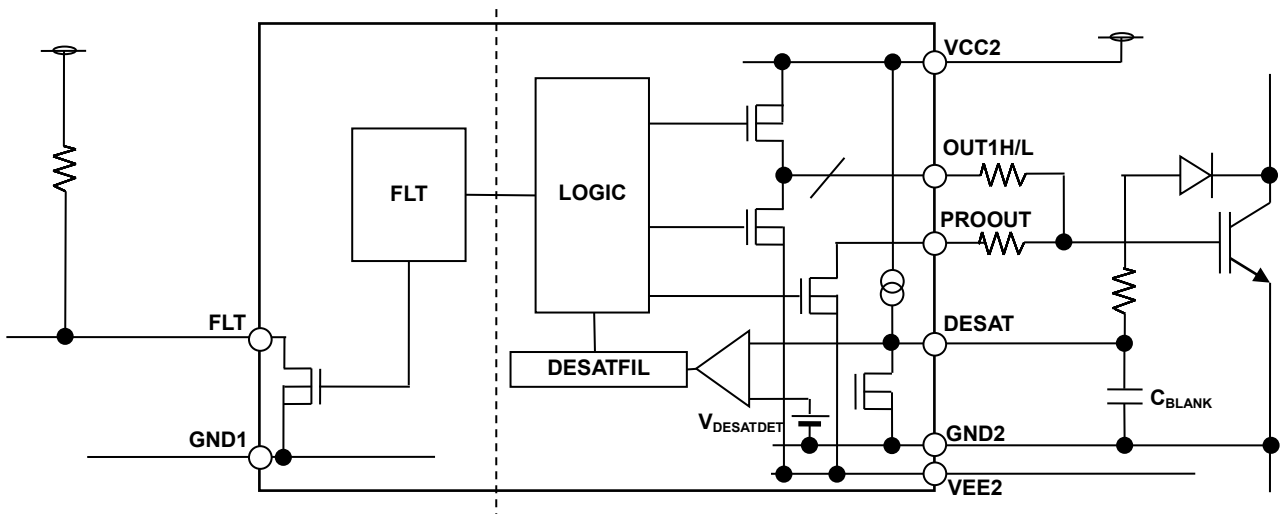 VCC2
OUT1H/L
FLT
LOGIC
PROOUT
FLT
DESAT
DESATFIL
CBLANK
VDESATDET
GND1
GND2
VEE2